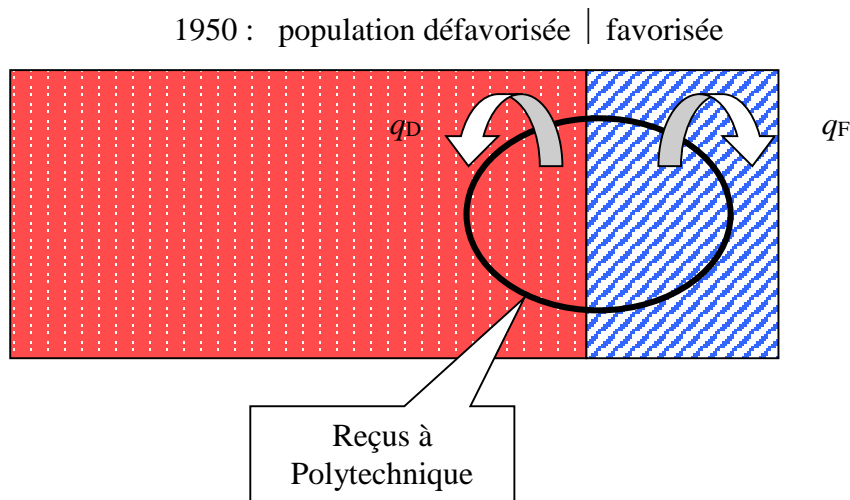 1950 : population défavorisée | favorisée
qD
qF
Reçus à
Polytechnique